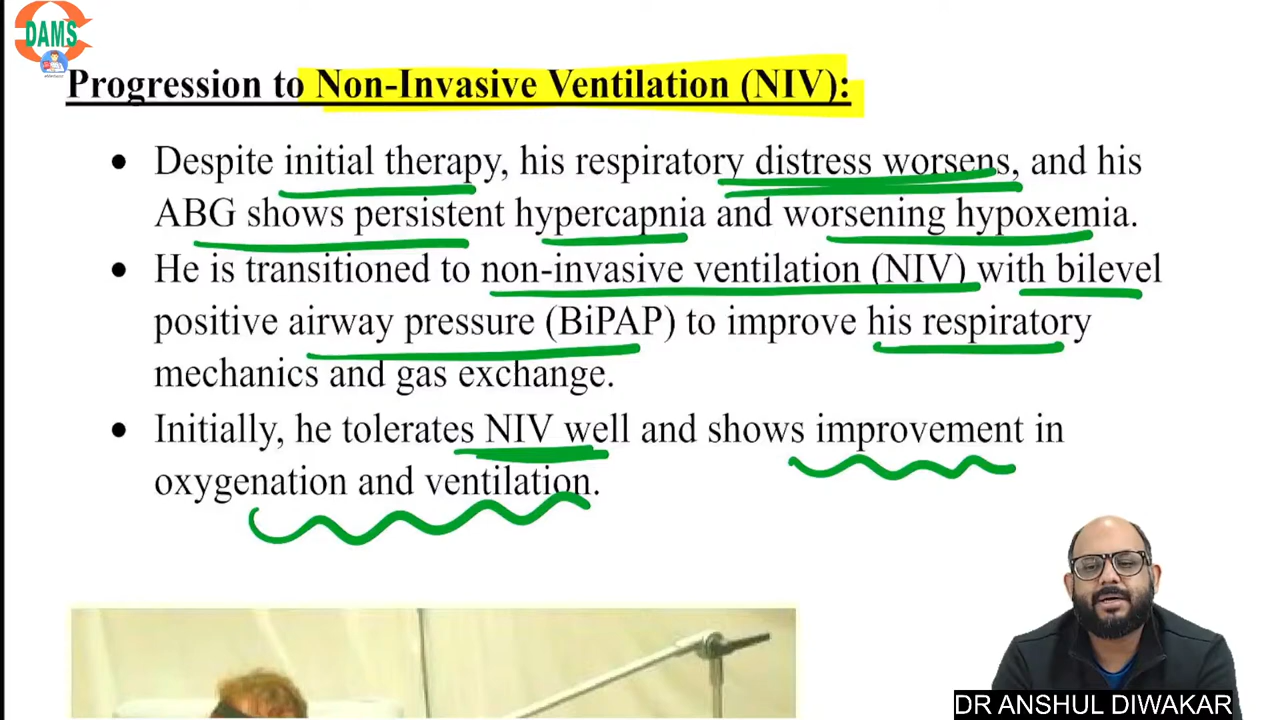 DAMS
Progression to Non-Invasive Ventilation (NIV):
• Despite initial therapy, his respiratory distress worsens, and his
ABG shows persistent hypercapnia and worsening hypoxemia.
• He is transitioned to non-invasive ventilation (NIV) with bilevel
positive airway pressure (BiPAP) to improve his respiratory
mechanics and gas exchange.
• Initially, he tolerates NIV well and shows improvement in
oxygenation and ventilation.
DR ANSHUL DIWAKAR